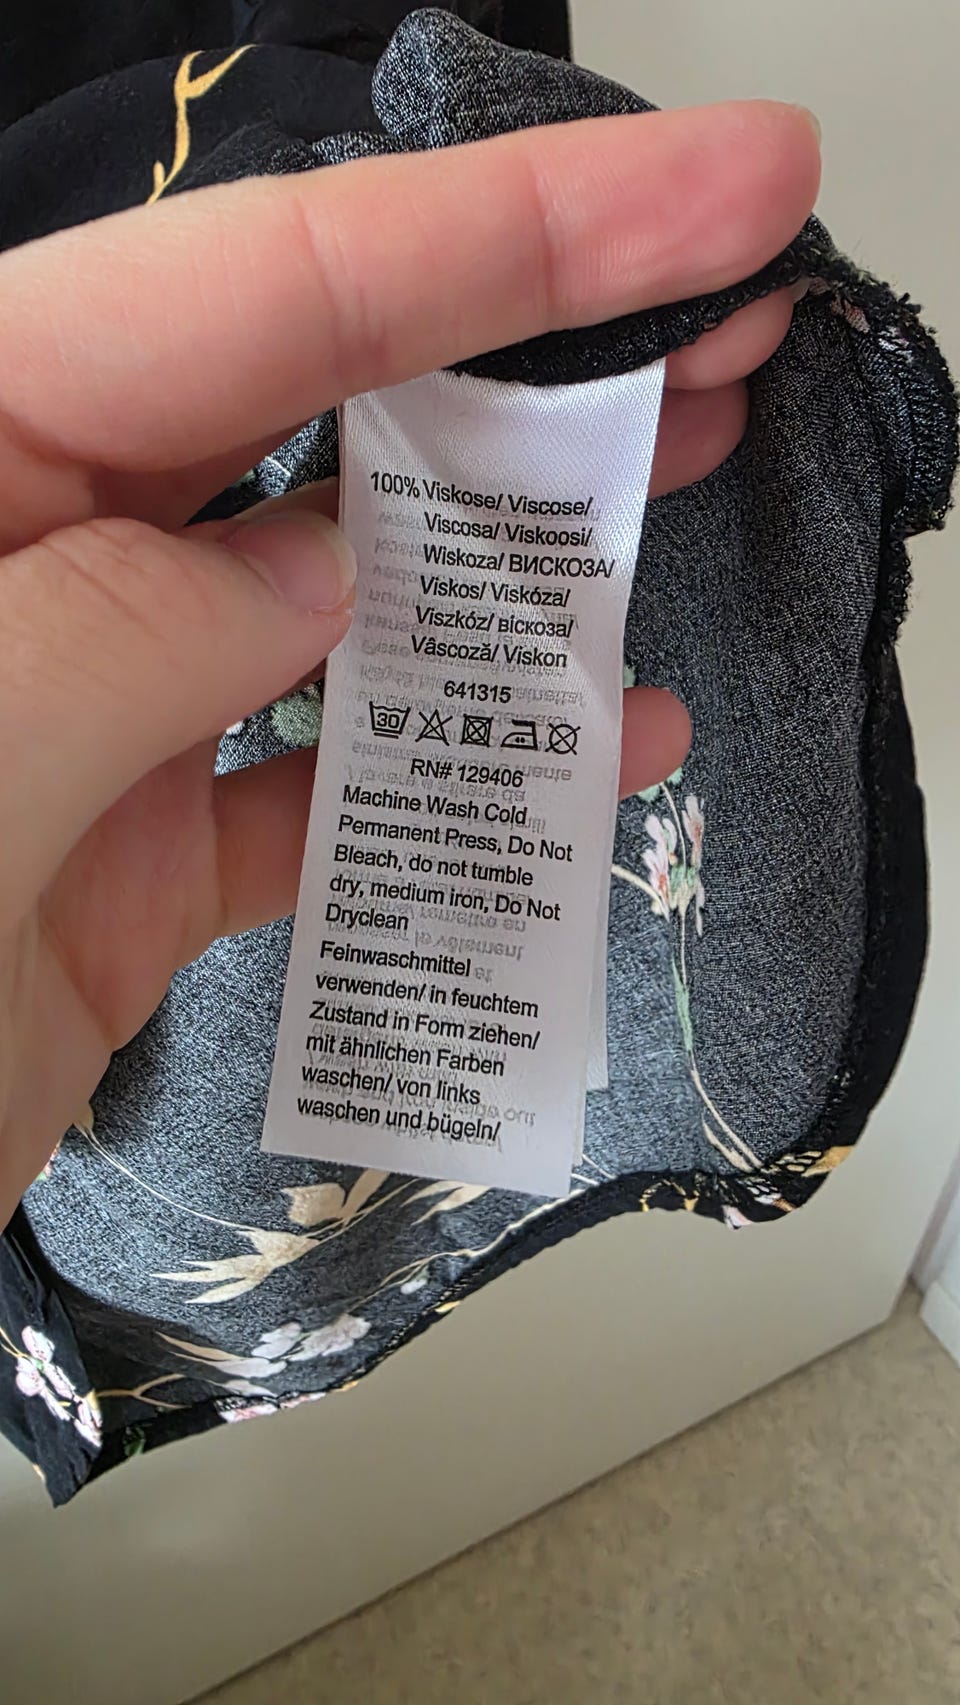 100% Viskose/ Viscose/
Viscosa/ Viskoosi/
Wiskoza/ ВИСКОЗА/
Viskos/ Viskóza/
Viszkóz/ віскоза/
Vâscoză/ Viskon
641315
30
RN# 129406
Machine Wash Cold
Permanent Press, Do Not
Bleach, do not tumble
dry, medium iron, Do Not
Dryclean
Feinwaschmittel
verwenden/ in feuchtem
Zustand in Form ziehen/
mit ähnlichen Farben
waschen/ von links
waschen und bügeln/